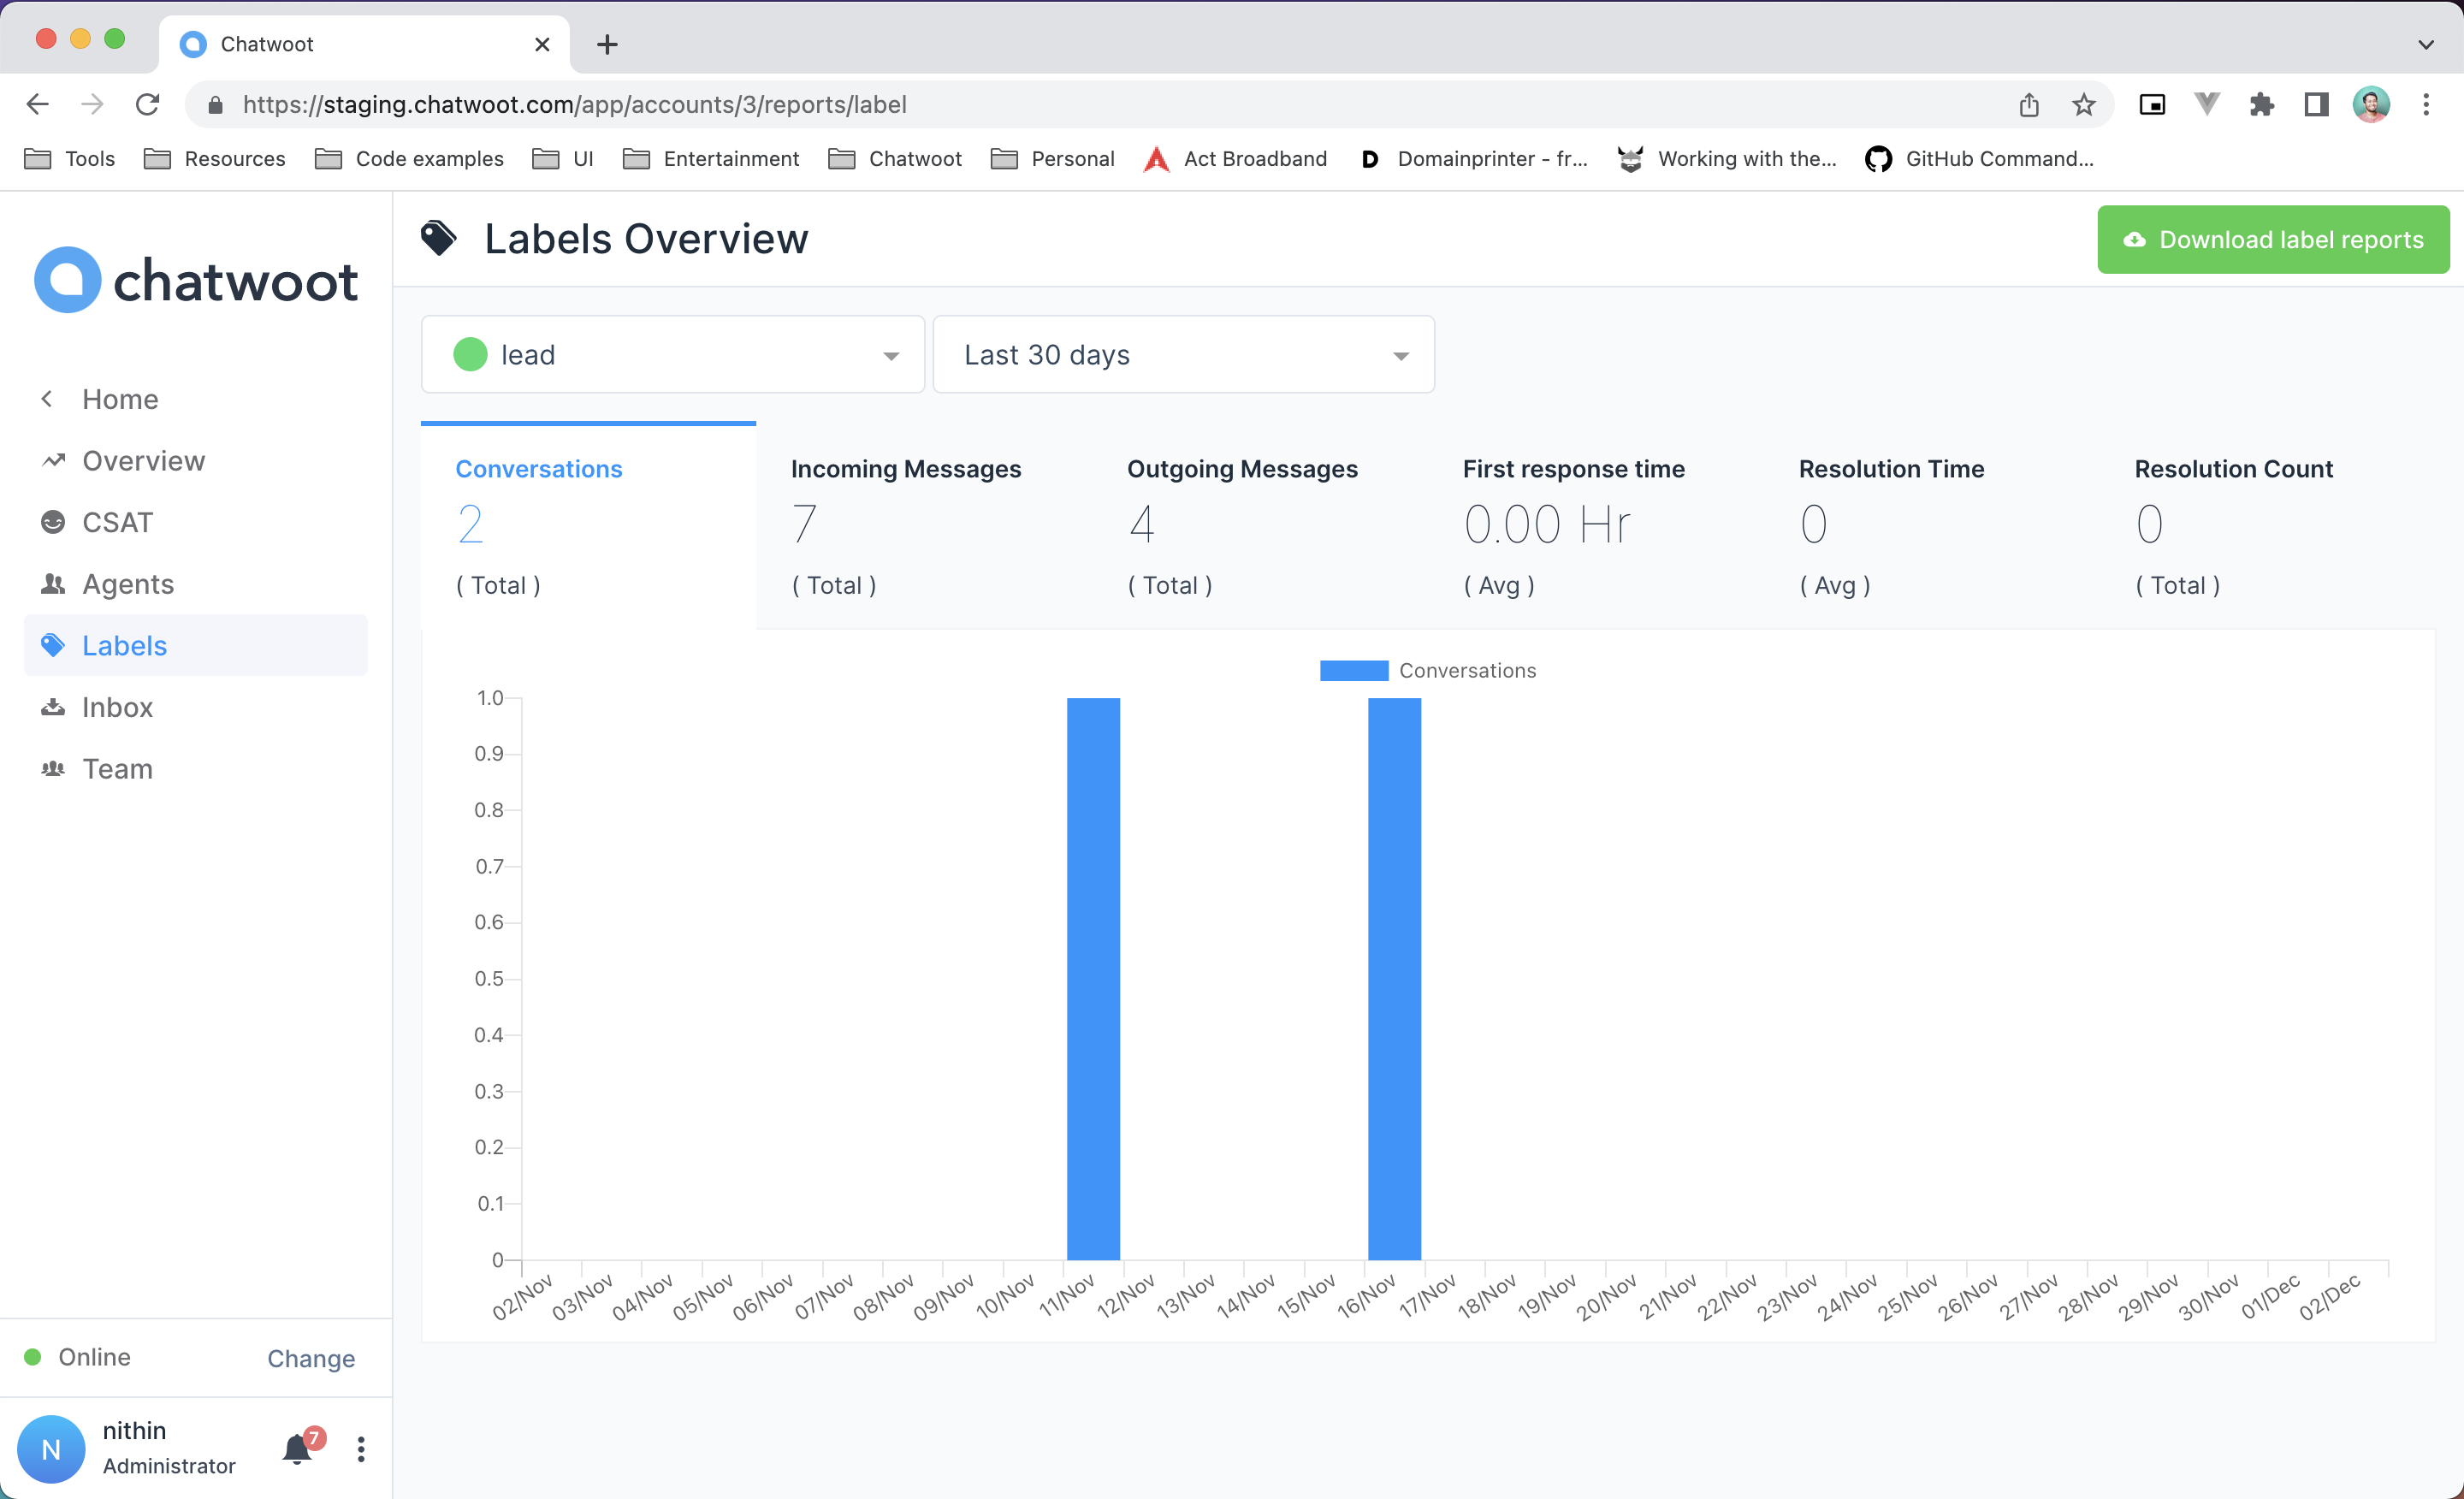 Chatwoot
https://staging.chatwoot.com/app/accounts/3/reports/label
Tools Resources Code examples UI Entertainment Chatwoot Personal Act Broadband D Domainprinter - fr... Working with the... GitHub Command...
chatwoot
Home
Overview
CSAT
Agents
Labels
Inbox
Team
Online Change
N
nithin
Administrator
7
Labels Overview
Download label reports
lead
Last 30 days
Conversations
2
( Total )
Incoming Messages
7
( Total )
Outgoing Messages
4
( Total )
First response time
0.00 Hr
( Avg )
Resolution Time
0
( Avg )
Resolution Count
0
( Total )
Conversations
1.0
0.9
0.8
0.7
0.6
0.5
0.4
0.3
0.2
0.1
0
02/Nov 03/Nov 04/Nov 05/Nov 06/Nov 07/Nov 08/Nov 09/Nov 10/Nov 11/Nov 12/Nov 13/Nov 14/Nov 15/Nov 16/Nov 17/Nov 18/Nov 19/Nov 20/Nov 21/Nov 22/Nov 23/Nov 24/Nov 25/Nov 26/Nov 27/Nov 28/Nov 29/Nov 30/Nov 01/Dec 02/Dec